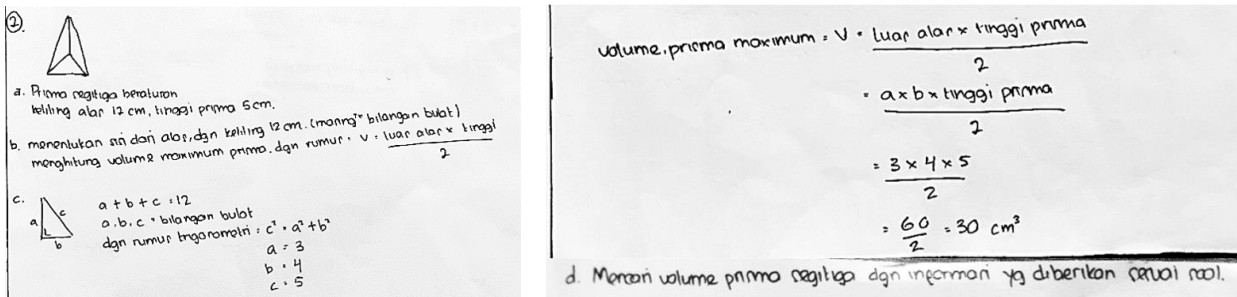 2.
a. Prisma segitiga beraturan
keliling alas 12 cm, tinggi prisma 5 cm.
b. menentukan sisi dari alas, dgn keliling 12 cm. (masing² bilangan bulat)
menghitung volume maximum prisma. dgn rumus = V = luas alas x tinggi
2
c. a
c
b
a + b + c = 12
a.b.c = bilangan bulat
dgn rumus trigonometri = c² = a² + b²
a = 3
b = 4
c = 5
volume prisma maximum = V = luas alas x tinggi prisma
2
= a x b x tinggi prisma
2
= 3 x 4 x 5
2
= 60
2
= 30 cm³
d. Mencari volume prisma segitiga dgn informasi yg diberikan sesuai soal.